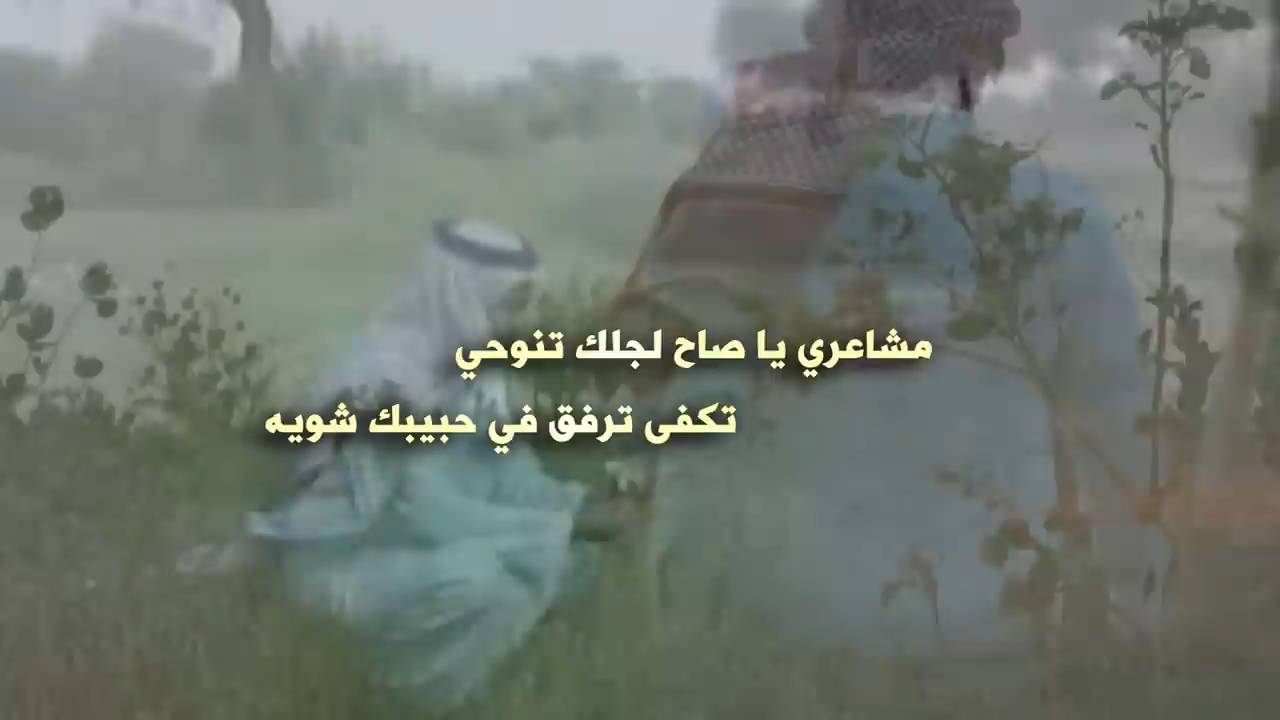 مشاعري يا صاح لجلك تنوحي
تكفى ترفق في حبيبك شويه